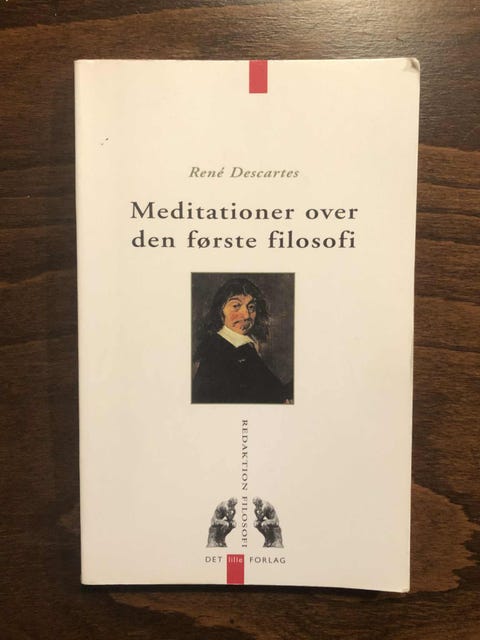 René Descartes
Meditationer over
den første filosofi
REDAKTION FILOSOFI
DET lille FORLAG